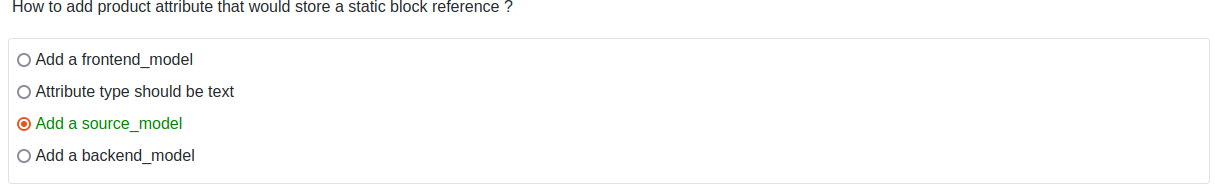 How to add product attribute that would store a static block reference ?
Add a frontend_model
Attribute type should be text
Add a source_model
Add a backend_model